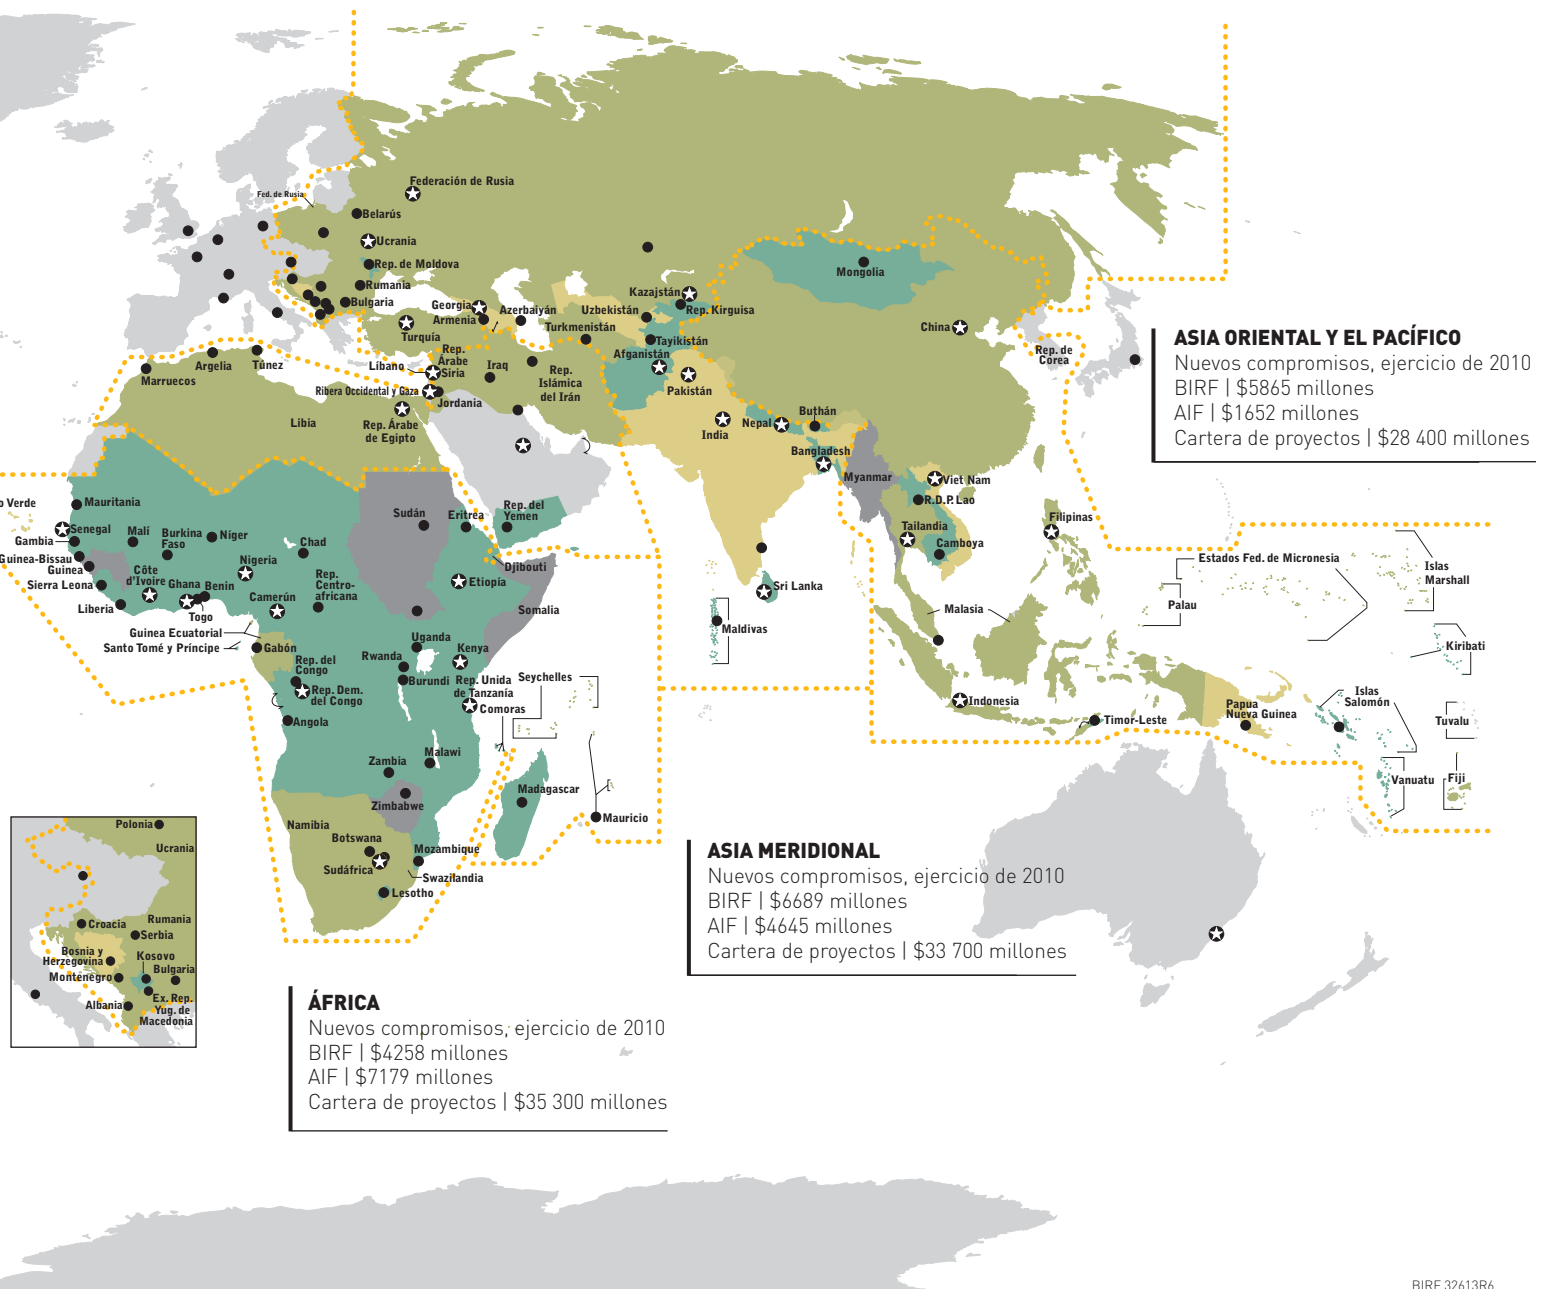 Federación de Rusia
Fed. de Rusia
Belarús
Ucrania
Rep. de Moldova
Rumania
Bulgaria
Georgia
Armenia
Azerbaiyán
Turquía
Kazajstán
Uzbekistán
Rep. Kirguisa
Turkmenistán
Tayikistán
Afganistán
Mongolia
China
Rep. de
Corea
Marruecos
Argelia
Túnez
Líbano
Rep.
Árabe
Siria
Iraq
Rep.
Islámica
del Irán
Ribera Occidental y Gaza
Jordania
Libia
Rep. Árabe
de Egipto
Pakistán
India
Nepal
Buthán
Bangladesh
Myanmar
Viet Nam
R.D.P. Lao
Tailandia
Camboya
Filipinas
Sri Lanka
Maldivas
Malasia
Indonesia
Timor-Leste
Papua
Nueva Guinea
Estados Fed. de Micronesia
Palau
Islas
Marshall
Kiribati
Islas
Salomón
Tuvalu
Vanuatu
Fiji
o Verde
Mauritania
Senegal
Gambia
Guinea-Bissau
Guinea
Sierra Leona
Liberia
Malí
Burkina
Faso
Níger
Côte
d'Ivoire
Ghana
Benin
Togo
Nigeria
Chad
Camerún
Rep.
Centro-
africana
Sudán
Eritrea
Rep. del
Yemen
Djibouti
Etiopía
Somalia
Guinea Ecuatorial
Santo Tomé y Príncipe
Gabón
Rep. del
Congo
Rep. Dem.
del Congo
Uganda
Kenya
Rwanda
Burundi
Rep. Unida
de Tanzanía
Seychelles
Comoras
Angola
Zambia
Malawi
Zimbabwe
Madagascar
Mauricio
Namibia
Botswana
Mozambique
Sudáfrica
Swazilandia
Lesotho
Polonia
Ucrania
Croacia
Rumania
Serbia
Bosnia y
Herzegovina
Kosovo
Bulgaria
Montenegro
Albania
Ex. Rep.
Yug. de
Macedonia
ASIA ORIENTAL Y EL PACÍFICO
Nuevos compromisos, ejercicio de 2010
BIRF | $5865 millones
AIF | $1652 millones
Cartera de proyectos | $28 400 millones
ASIA MERIDIONAL
Nuevos compromisos, ejercicio de 2010
BIRF | $6689 millones
AIF | $4645 millones
Cartera de proyectos | $33 700 millones
ÁFRICA
Nuevos compromisos, ejercicio de 2010
BIRF | $4258 millones
AIF | $7179 millones
Cartera de proyectos | $35 300 millones
BIRF 32613R6